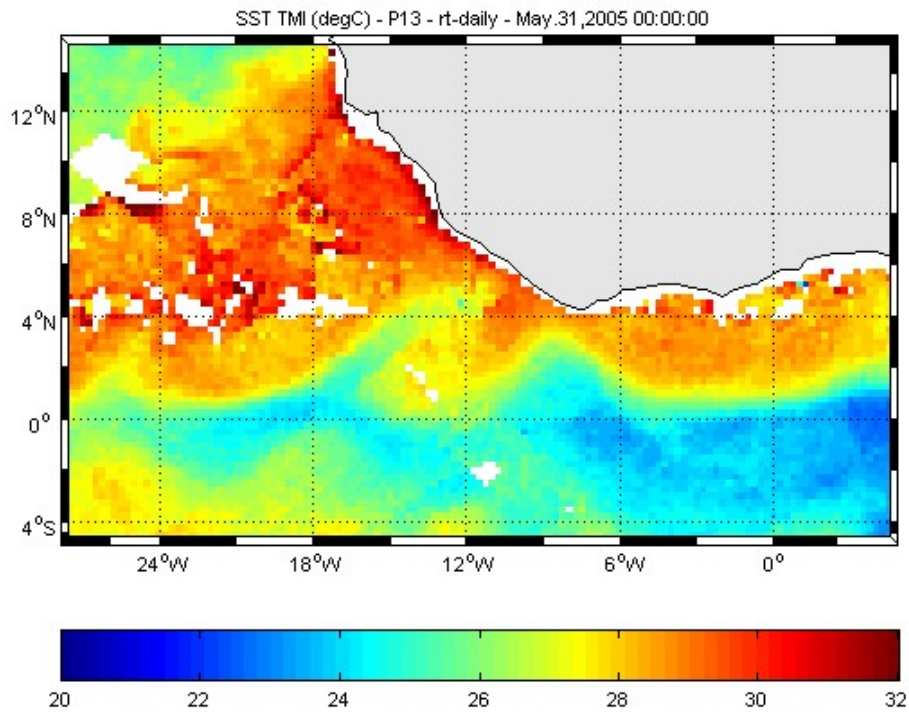 SST TMI (degC) - P13 - rt-daily - May.31,2005 00:00:00
12°N
8°N
4°N
0°
4°S
24°W 18°W 12°W 6°W 0°
20 22 24 26 28 30 32